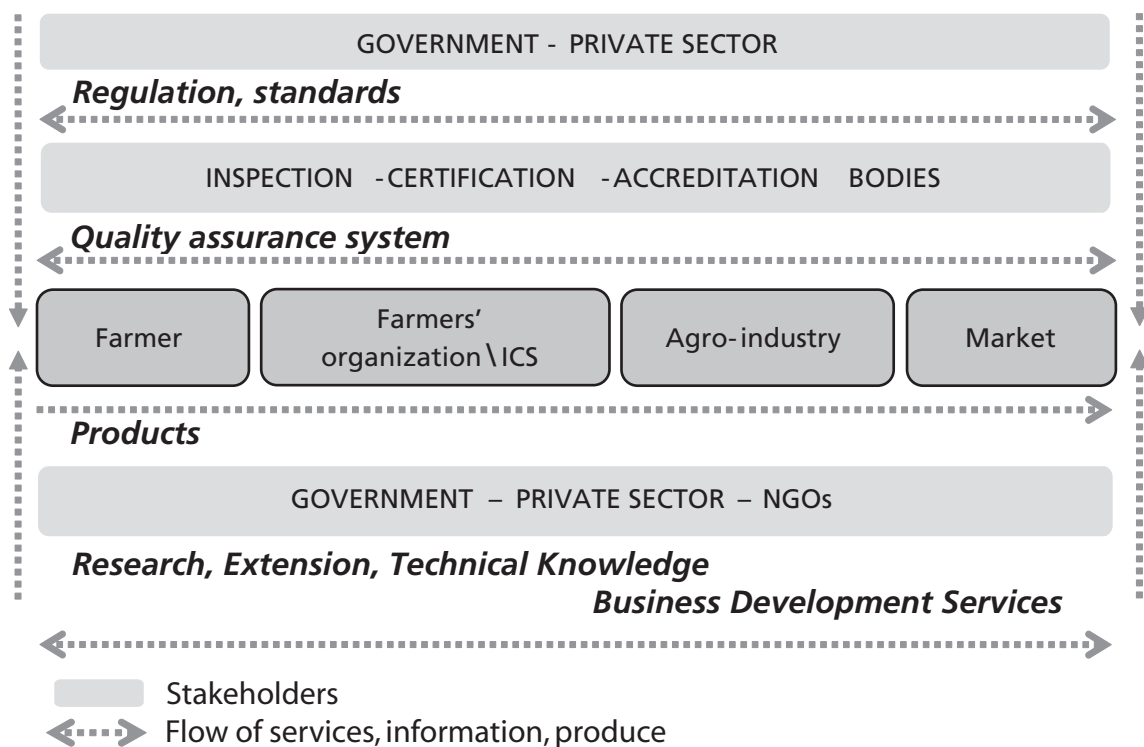 GOVERNMENT - PRIVATE SECTOR
Regulation, standards
INSPECTION -CERTIFICATION -ACCREDITATION BODIES
Quality assurance system
Farmer
Farmers'
organization\ICS
Agro-industry
Market
Products
GOVERNMENT – PRIVATE SECTOR – NGOs
Research, Extension, Technical Knowledge
Business Development Services
Stakeholders
Flow of services, information, produce